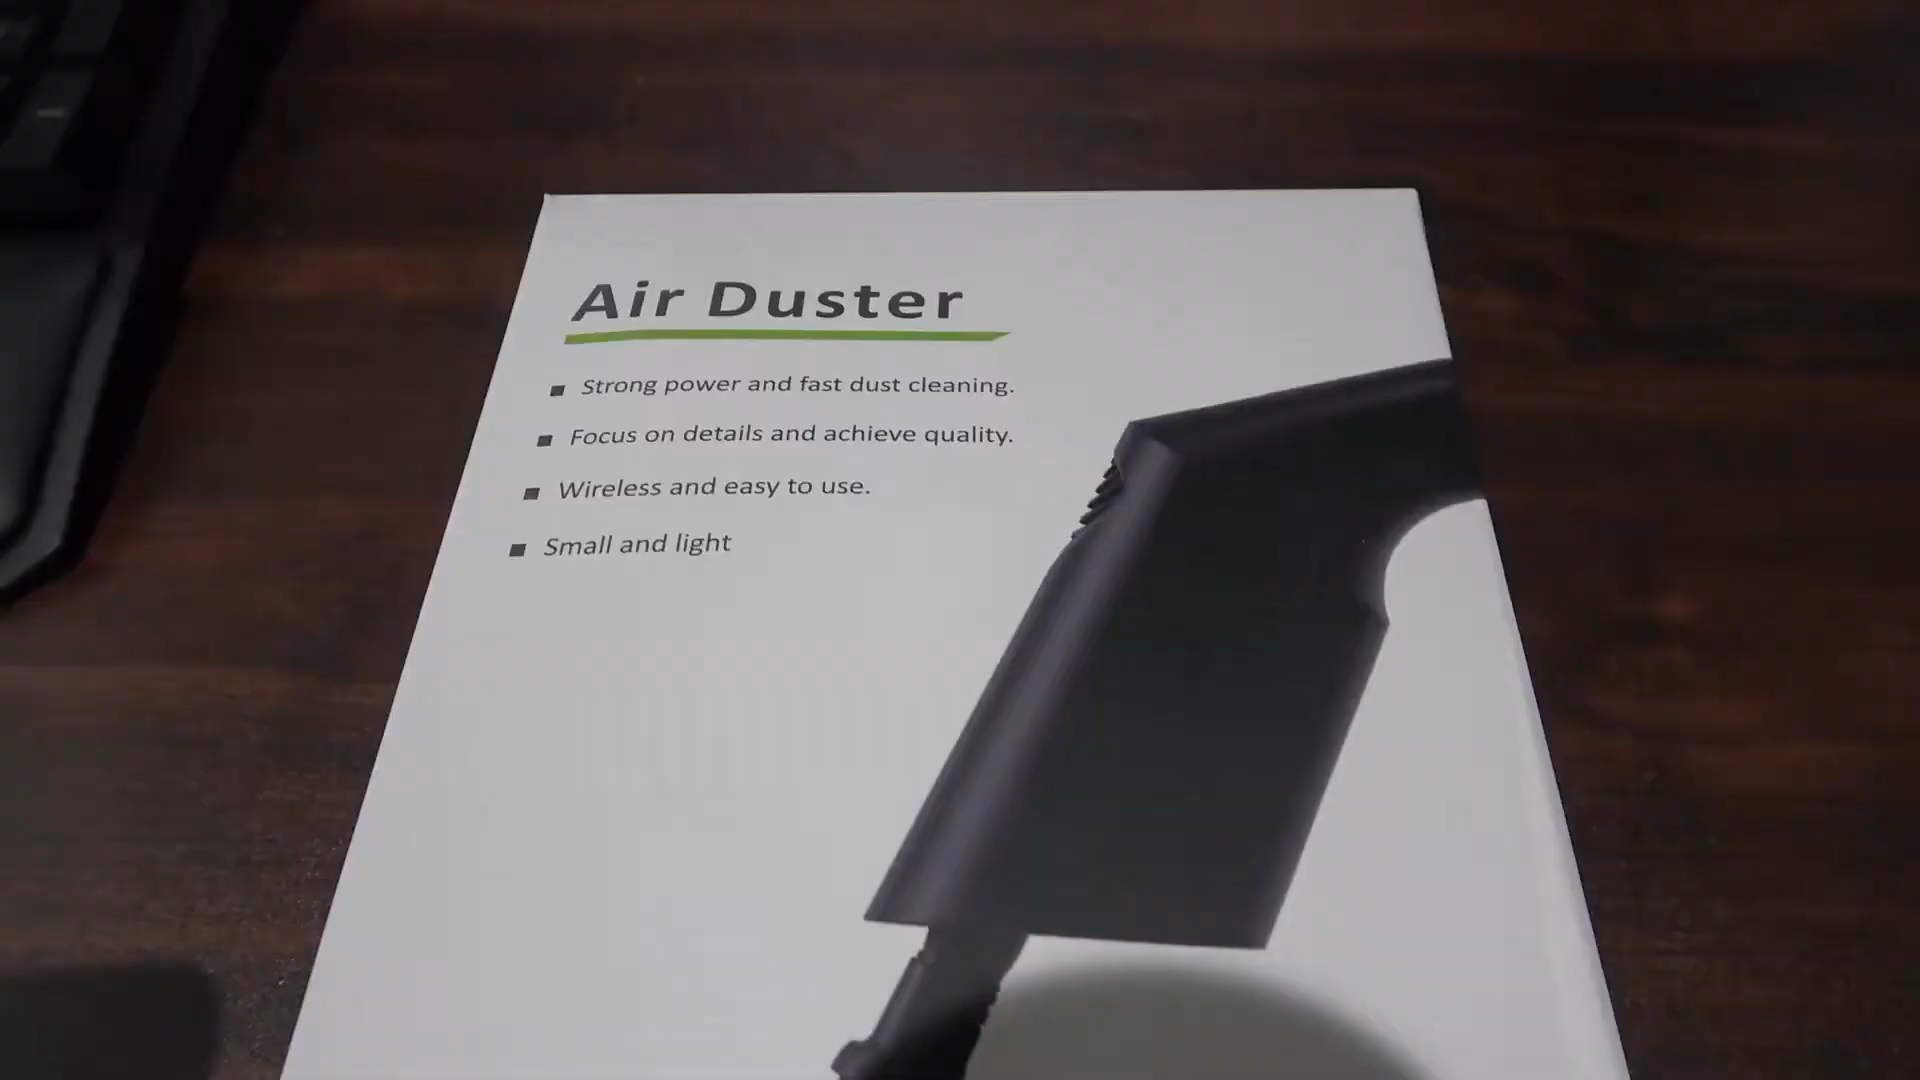 Air Duster
Strong power and fast dust cleaning.
Focus on details and achieve quality.
Wireless and easy to use.
Small and light